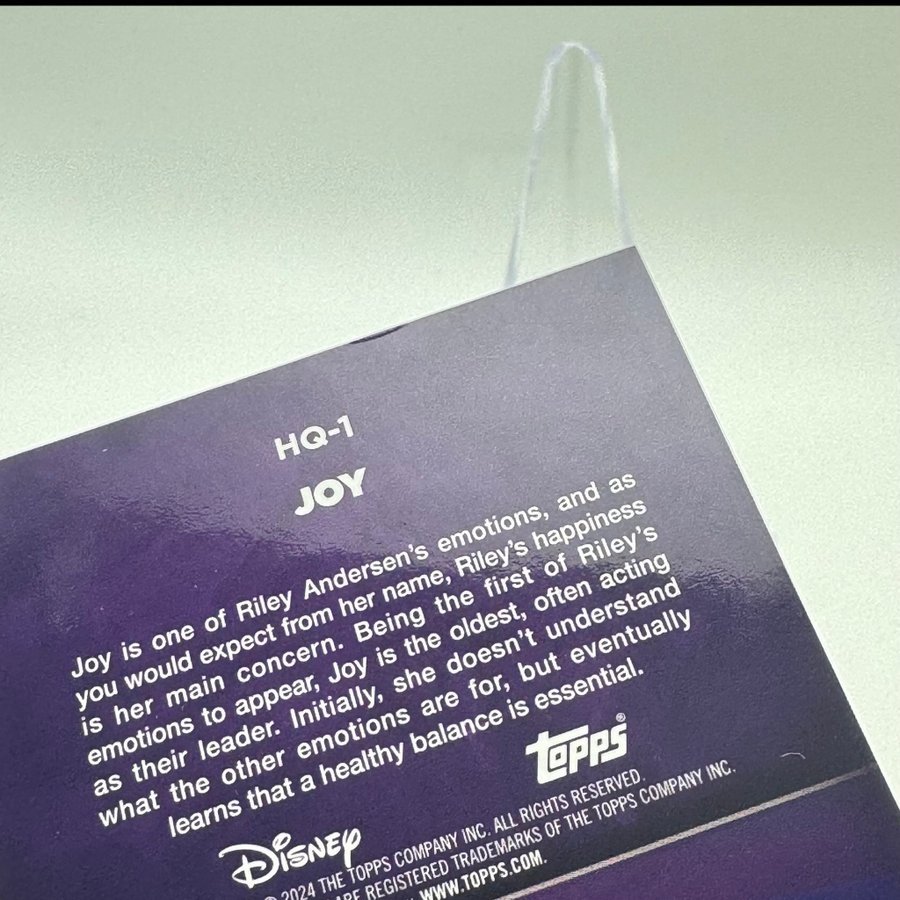 HQ-1
JOY
Joy is one of Riley Andersen's emotions, and as
you would expect from her name, Riley's happiness
is her main concern. Being the first of Riley's
emotions to appear, Joy is the oldest, often acting
as their leader. Initially, she doesn't understand
what the other emotions are for, but eventually
learns that a healthy balance is essential.
Topps®
Disney
© 2024 THE TOPPS COMPANY INC. ALL RIGHTS RESERVED.
ARE REGISTERED TRADEMARKS OF THE TOPPS COMPANY INC.
WWW.TOPPS.COM.